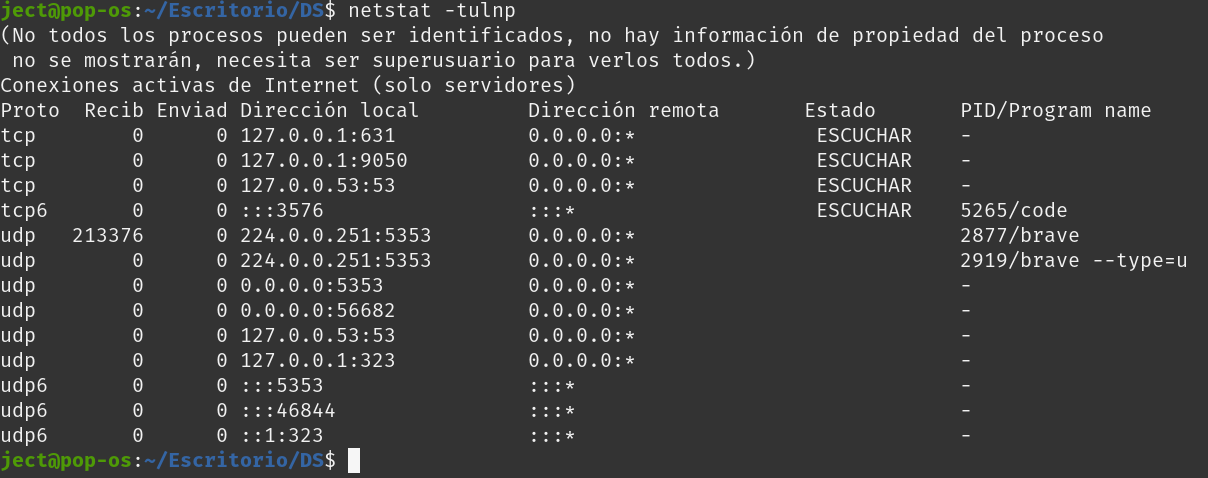 ject@pop-os:~/Escritorio/DS$ netstat -tulnp
(No todos los procesos pueden ser identificados, no hay información de propiedad del proceso
 no se mostrarán, necesita ser superusuario para verlos todos.)
Conexiones activas de Internet (solo servidores)
Proto  Recib Enviad Dirección local         Dirección remota       Estado       PID/Program name
tcp        0      0 127.0.0.1:631           0.0.0.0:*               ESCUCHAR    -
tcp        0      0 127.0.0.1:9050          0.0.0.0:*               ESCUCHAR    -
tcp        0      0 127.0.0.53:53           0.0.0.0:*               ESCUCHAR    -
tcp6       0      0 :::3576                 :::*                    ESCUCHAR    5265/code
udp   213376      0 224.0.0.251:5353        0.0.0.0:*                           2877/brave
udp        0      0 224.0.0.251:5353        0.0.0.0:*                           2919/brave --type=u
udp        0      0 0.0.0.0:5353            0.0.0.0:*                           -
udp        0      0 0.0.0.0:56682           0.0.0.0:*                           -
udp        0      0 127.0.0.53:53           0.0.0.0:*                           -
udp        0      0 127.0.0.1:323           0.0.0.0:*                           -
udp6       0      0 :::5353                 :::*                                -
udp6       0      0 :::46844                :::*                                -
udp6       0      0 ::1:323                 :::*                                -
ject@pop-os:~/Escritorio/DS$